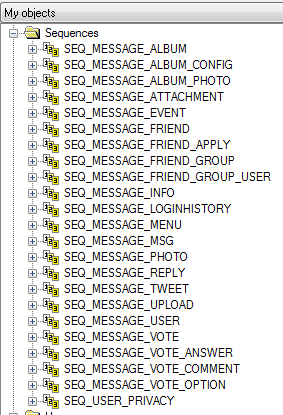 My objects
Sequences
SEQ_MESSAGE_ALBUM
SEQ_MESSAGE_ALBUM_CONFIG
SEQ_MESSAGE_ALBUM_PHOTO
SEQ_MESSAGE_ATTACHMENT
SEQ_MESSAGE_EVENT
SEQ_MESSAGE_FRIEND
SEQ_MESSAGE_FRIEND_APPLY
SEQ_MESSAGE_FRIEND_GROUP
SEQ_MESSAGE_FRIEND_GROUP_USER
SEQ_MESSAGE_INFO
SEQ_MESSAGE_LOGINHISTORY
SEQ_MESSAGE_MENU
SEQ_MESSAGE_MSG
SEQ_MESSAGE_PHOTO
SEQ_MESSAGE_REPLY
SEQ_MESSAGE_TWEET
SEQ_MESSAGE_UPLOAD
SEQ_MESSAGE_USER
SEQ_MESSAGE_VOTE
SEQ_MESSAGE_VOTE_ANSWER
SEQ_MESSAGE_VOTE_COMMENT
SEQ_MESSAGE_VOTE_OPTION
SEQ_USER_PRIVACY